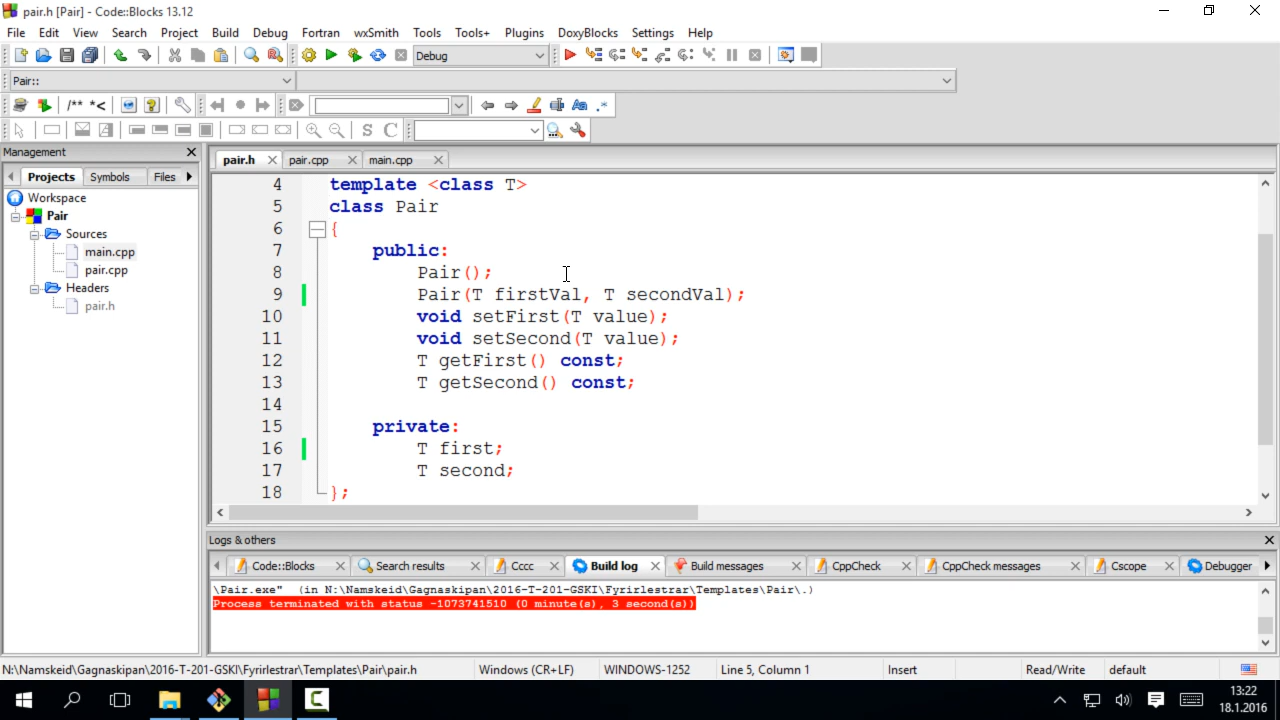 pair.h [Pair] - Code::Blocks 13.12
File Edit View Search Project Build Debug Fortran wxSmith Tools Tools+ Plugins DoxyBlocks Settings Help
Debug
Pair::
/** *<
S C
Management
Projects Symbols Files
pair.h pair.cpp main.cpp
Workspace
Pair
Sources
main.cpp
pair.cpp
Headers
pair.h
4 template <class T>
5 class Pair
6 {
7 public:
8 Pair();
9 Pair(T firstVal, T secondVal);
10 void setFirst(T value);
11 void setSecond(T value);
12 T getFirst() const;
13 T getSecond() const;
14
15 private:
16 T first;
17 T second;
18 };
Logs & others
Code::Blocks Search results Cccc Build log Build messages CppCheck CppCheck messages Cscope Debugger
\Pair.exe" (in N:\Namskeid\Gagnaskipan\2016-T-201-GSKI\Fyrirlestrar\Templates\Pair\.)
Process terminated with status -1073741510 (0 minute(s), 3 second(s))
N:\Namskeid\Gagnaskipan\2016-T-201-GSKI\Fyrirlestrar\Templates\Pair\pair.h Windows (CR+LF) WINDOWS-1252 Line 5, Column 1 Insert Read/Write default
13:22
18.1.2016